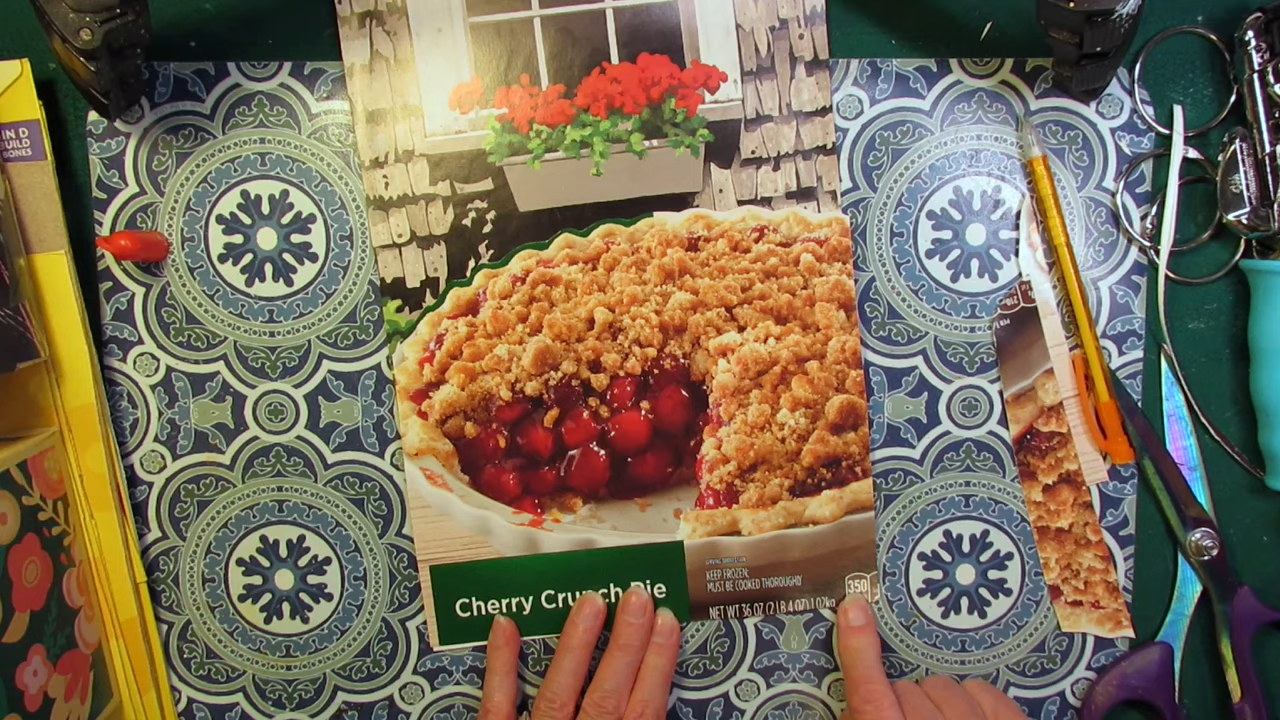 IN D
BUILD
BONES
210
Cherry Crunch Pie
KEEP FROZEN;
MUST BE COOKED THOROUGHLY
NET WT 36 OZ (2 LB 4 OZ) 1.02kg
350